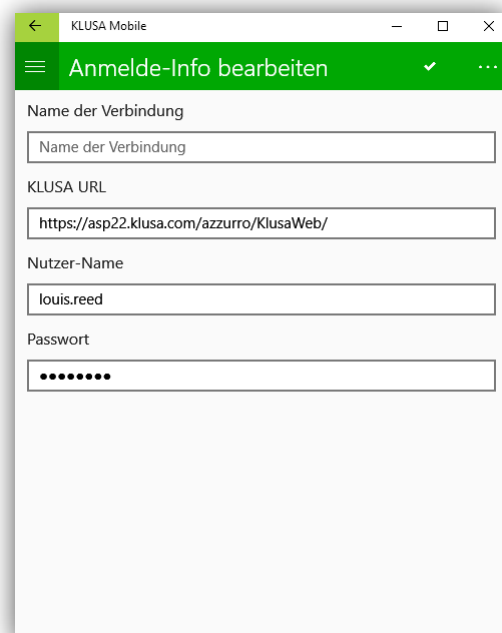 KLUSA Mobile
Anmelde-Info bearbeiten
Name der Verbindung
Name der Verbindung
KLUSA URL
https://asp22.klusa.com/azzurro/KlusaWeb/
Nutzer-Name
louis.reed
Passwort
●●●●●●●●